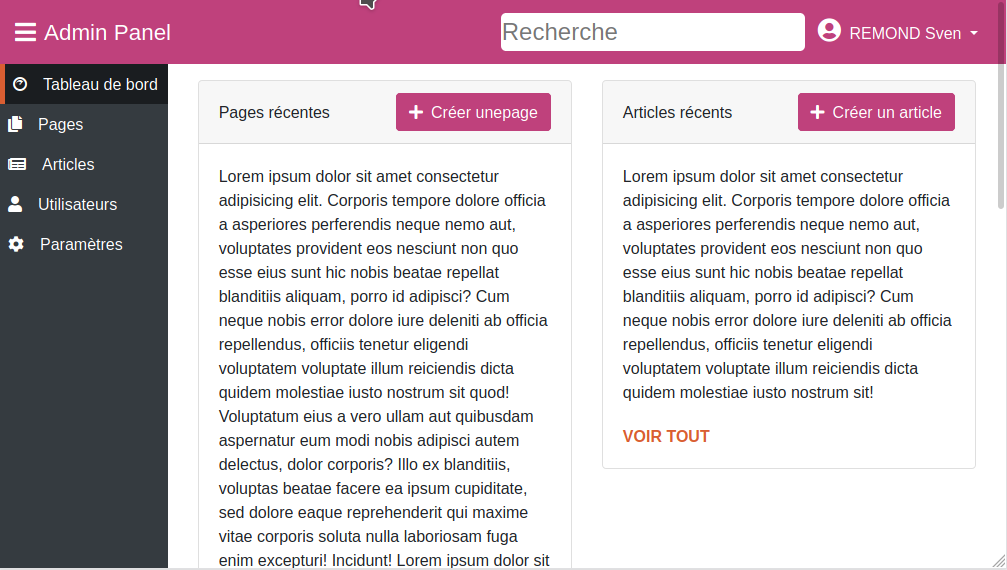 Admin Panel
Recherche
REMOND Sven
Tableau de bord
Pages
Articles
Utilisateurs
Paramètres
Pages récentes
Créer unepage
Lorem ipsum dolor sit amet consectetur
adipisicing elit. Corporis tempore dolore officia
a asperiores perferendis neque nemo aut,
voluptates provident eos nesciunt non quo
esse eius sunt hic nobis beatae repellat
blanditiis aliquam, porro id adipisci? Cum
neque nobis error dolore iure deleniti ab officia
repellendus, officiis tenetur eligendi
voluptatem voluptate illum reiciendis dicta
quidem molestiae iusto nostrum sit quod!
Voluptatum eius a vero ullam aut quibusdam
aspernatur eum modi nobis adipisci autem
delectus, dolor corporis? Illo ex blanditiis,
voluptas beatae facere ea ipsum cupiditate,
sed dolore eaque reprehenderit qui maxime
vitae corporis soluta nulla laboriosam fuga
enim excepturi! Incidunt! Lorem ipsum dolor sit
Articles récents
Créer un article
Lorem ipsum dolor sit amet consectetur
adipisicing elit. Corporis tempore dolore officia
a asperiores perferendis neque nemo aut,
voluptates provident eos nesciunt non quo
esse eius sunt hic nobis beatae repellat
blanditiis aliquam, porro id adipisci? Cum
neque nobis error dolore iure deleniti ab officia
repellendus, officiis tenetur eligendi
voluptatem voluptate illum reiciendis dicta
quidem molestiae iusto nostrum sit!
VOIR TOUT